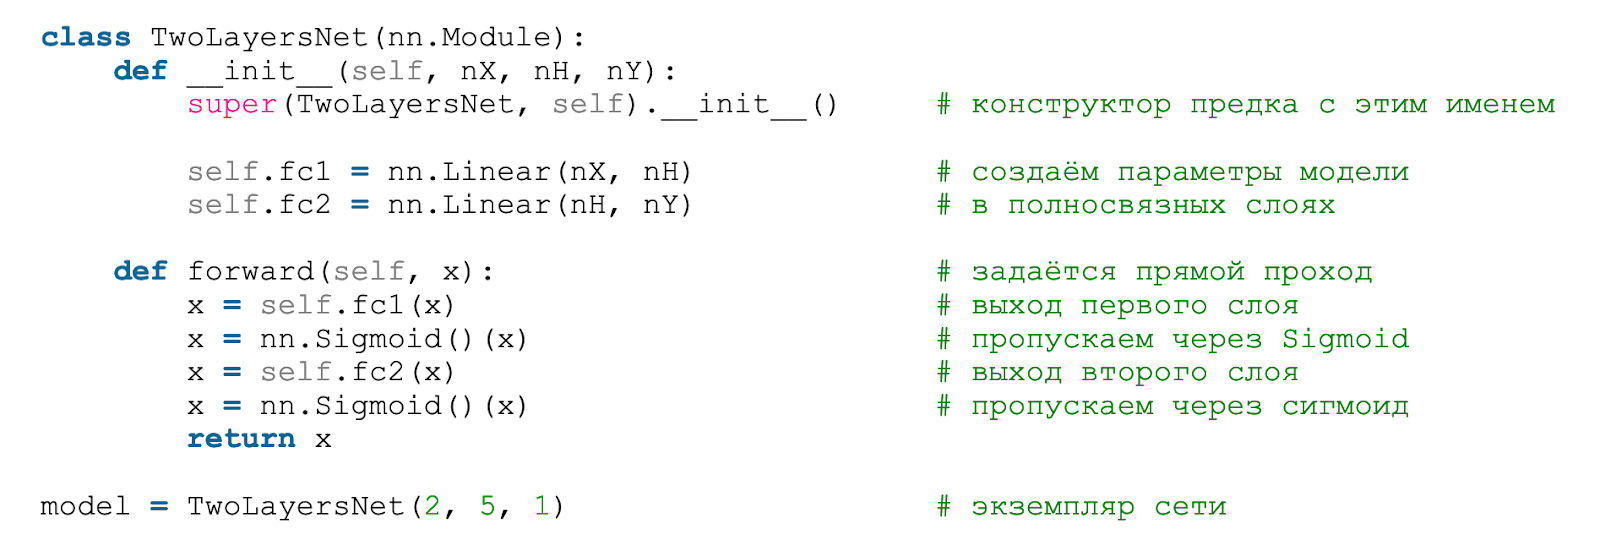 class TwoLayersNet(nn.Module):
    def __init__(self, nX, nH, nY):
        super(TwoLayersNet, self).__init__()     # конструктор предка с этим именем

        self.fc1 = nn.Linear(nX, nH)             # создаём параметры модели
        self.fc2 = nn.Linear(nH, nY)             # в полносвязных слоях

    def forward(self, x):                        # задаётся прямой проход
        x = self.fc1(x)                          # выход первого слоя
        x = nn.Sigmoid()(x)                      # пропускаем через Sigmoid
        x = self.fc2(x)                          # выход второго слоя
        x = nn.Sigmoid()(x)                      # пропускаем через сигмоид
        return x

model = TwoLayersNet(2, 5, 1)                    # экземпляр сети